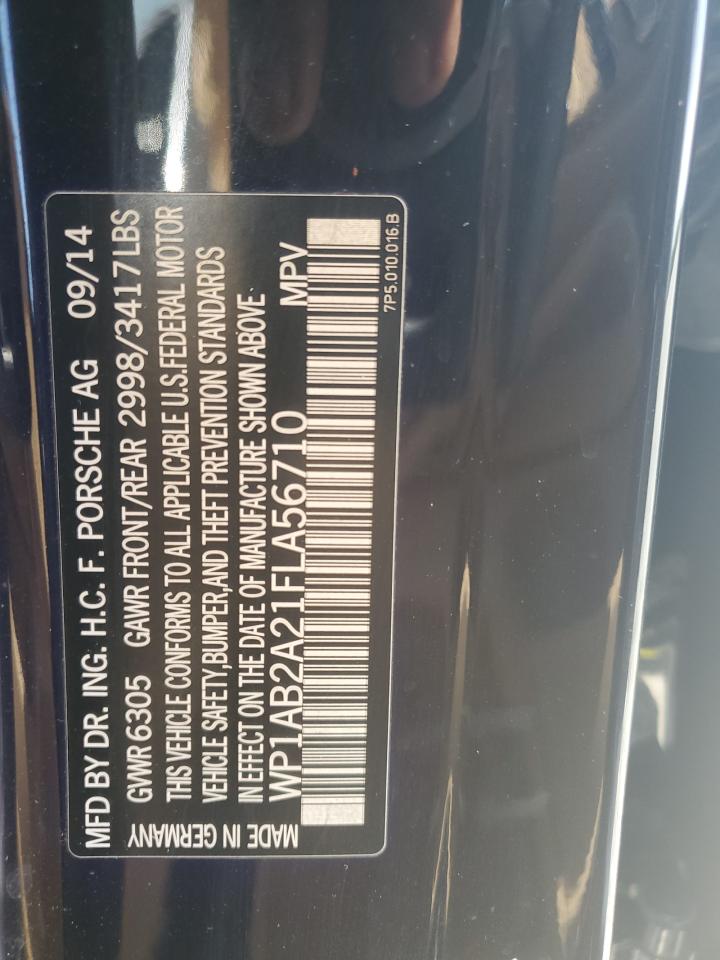 MFD BY DR. ING. H.C. F. PORSCHE AG 09/14
GVWR 6305 GAWR FRONT/REAR 2998/3417LBS
THIS VEHICLE CONFORMS TO ALL APPLICABLE U.S.FEDERAL MOTOR
VEHICLE SAFETY,BUMPER,AND THEFT PREVENTION STANDARDS
IN EFFECT ON THE DATE OF MANUFACTURE SHOWN ABOVE
WP1AB2A21FLA56710 MPV
MADE IN GERMANY
7P5.010.016.B